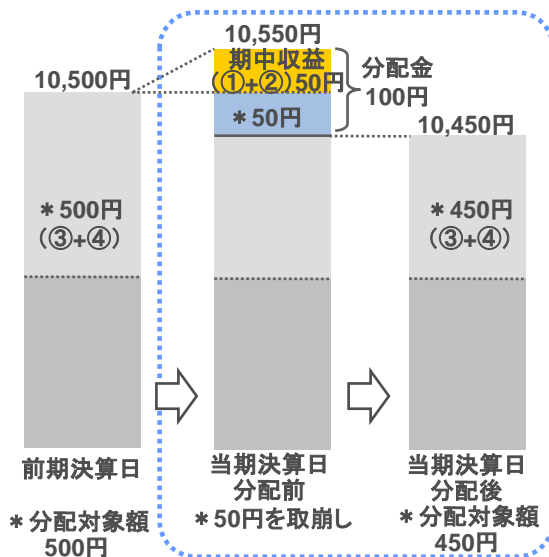 10,550円
期中収益
(①+②)50円
分配金
100円
10,500円
＊50円
10,450円
＊500円
(③+④)
＊450円
(③+④)
前期決算日
当期決算日
分配前
当期決算日
分配後
＊分配対象額
500円
＊50円を取崩し
＊分配対象額
450円